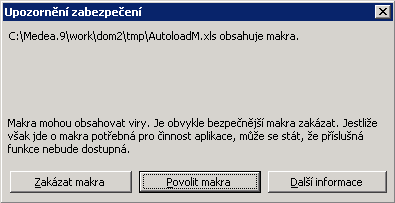 Upozornění zabezpečení
C:\Medea.9\work\dom2\tmp\AutoloadM.xls obsahuje makra.
Makra mohou obsahovat viry. Je obvykle bezpečnější makra zakázat. Jestliže
však jde o makra potřebná pro činnost aplikace, může se stát, že příslušná
funkce nebude dostupná.
Zakázat makra Povolit makra Další informace